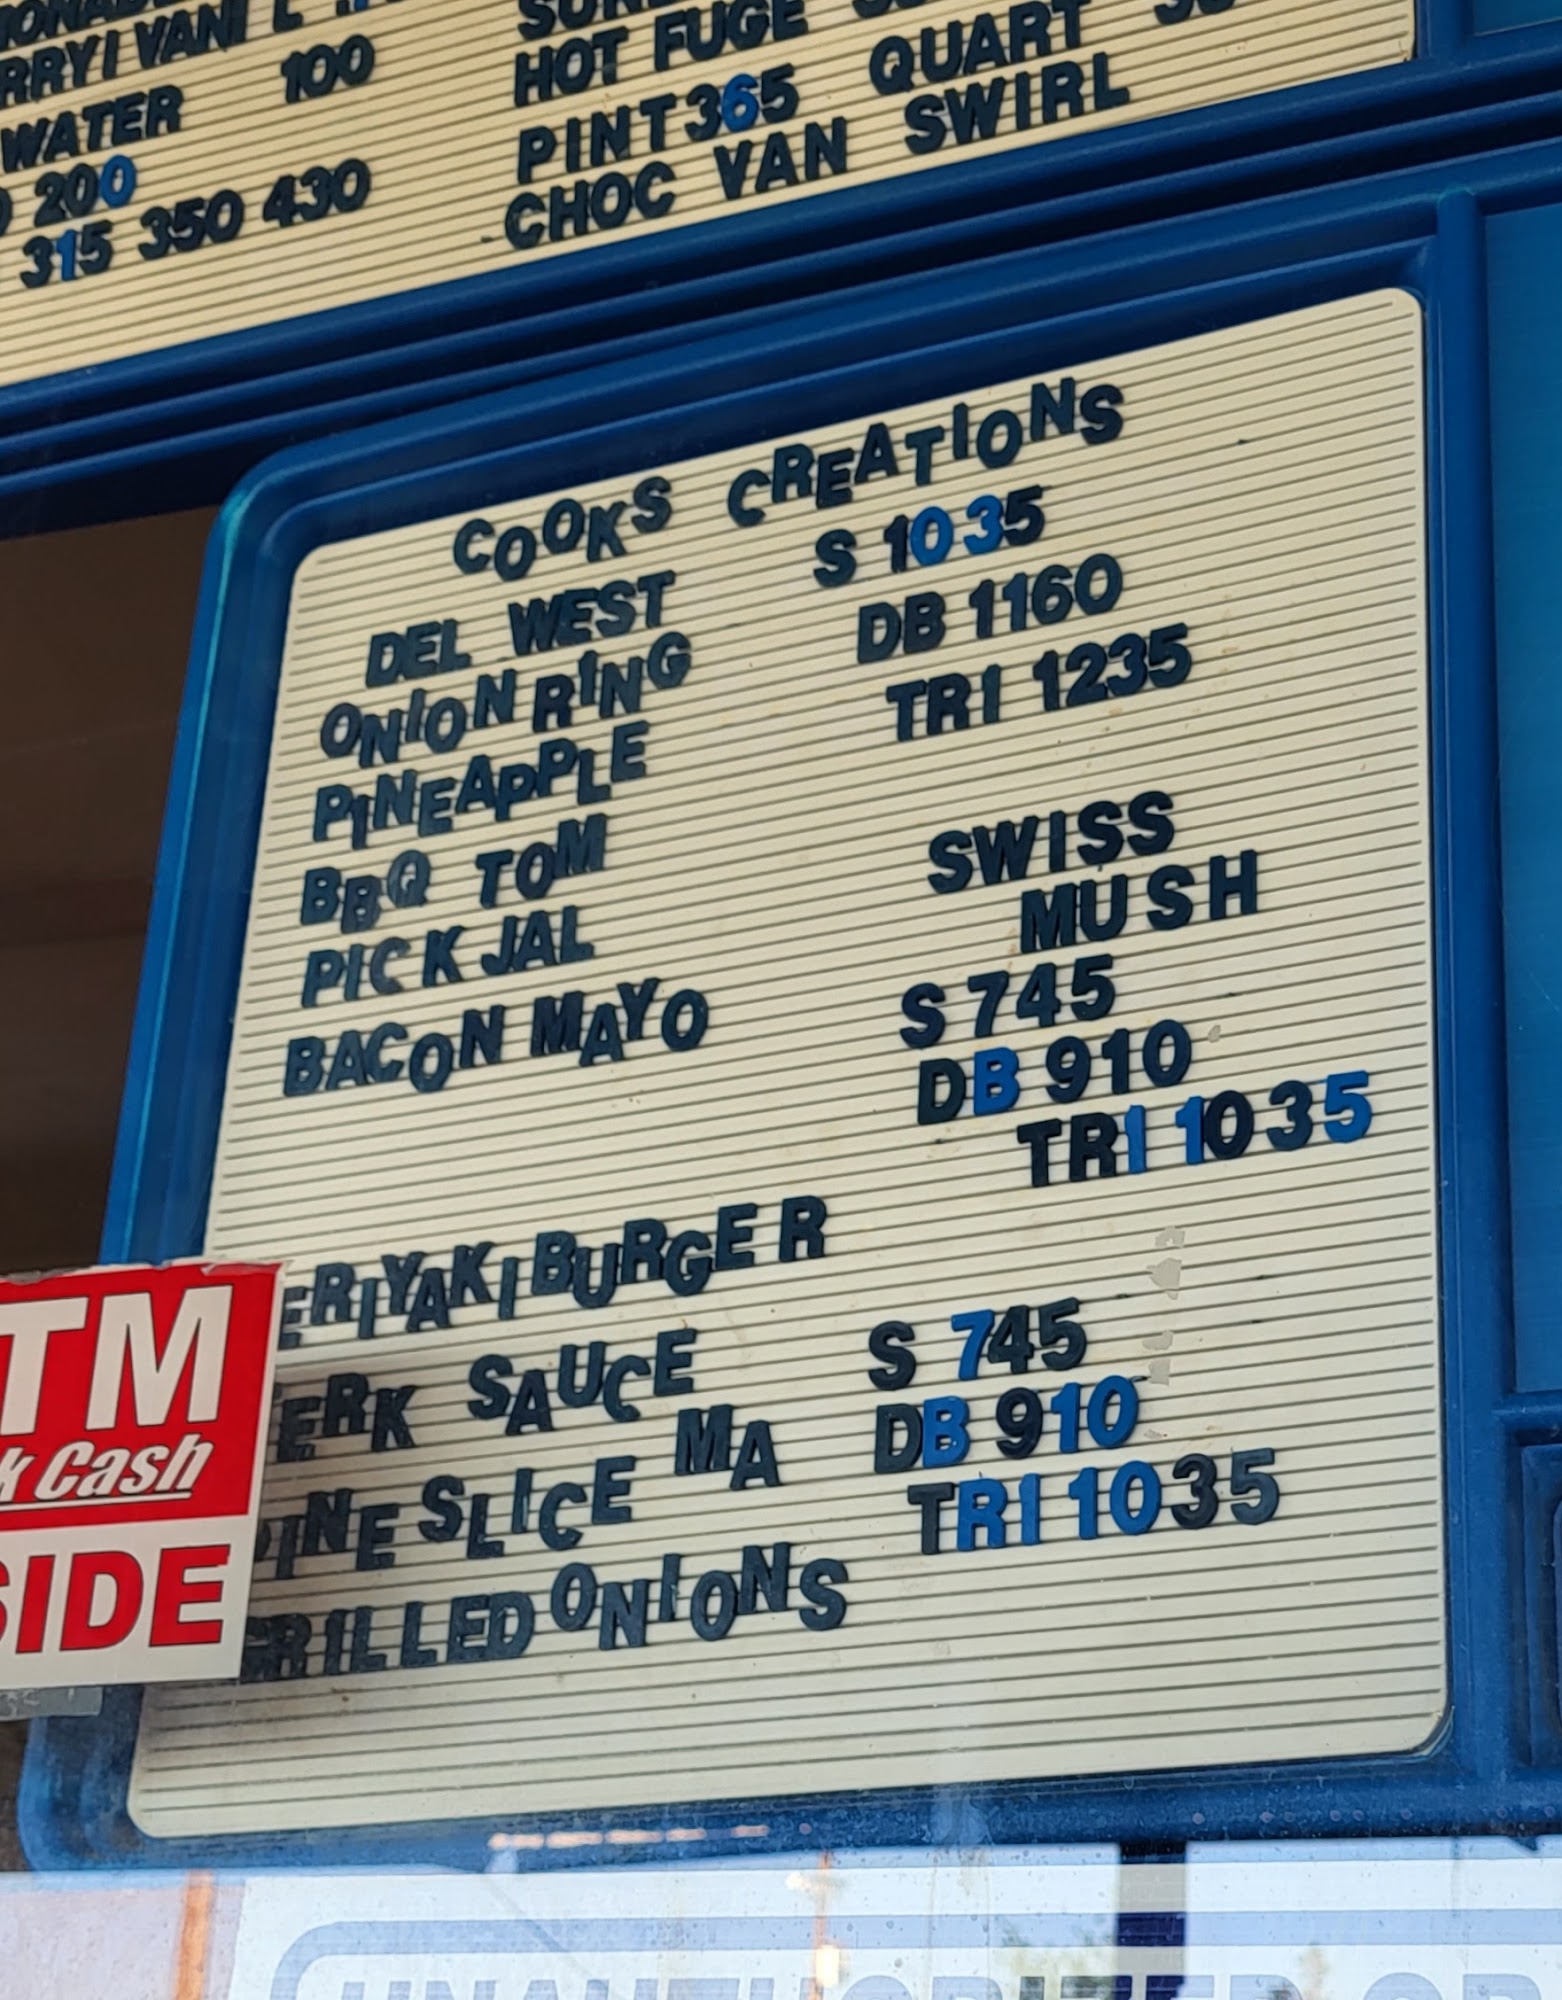 WATER 100
200
315 350 430
HOT FUGE
PINT 365 QUART
CHOC VAN SWIRL
COOKS CREATIONS
DEL WEST S 1035
ONION RING DB 1160
PINEAPPLE TRI 1235
BBQ TOM
PICK JAL SWISS
BACON MAYO MUSH
S 745
DB 910
TRI 1035
ERIYAKI BURGER
ERK SAUCE S 745
INE SLICE MA DB 910
RILLED ONIONS TRI 1035
TM
k Cash
SIDE